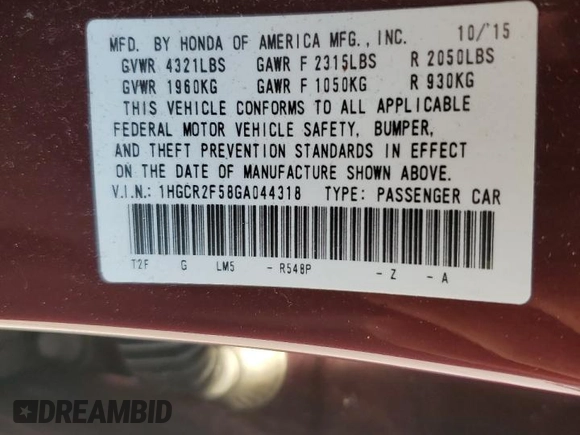 MFD. BY HONDA OF AMERICA MFG., INC. 10/'15
GVWR 4321LBS GAWR F 2315LBS R 2050LBS
GVWR 1960KG GAWR F 1050KG R 930KG
THIS VEHICLE CONFORMS TO ALL APPLICABLE
FEDERAL MOTOR VEHICLE SAFETY, BUMPER,
AND THEFT PREVENTION STANDARDS IN EFFECT
ON THE DATE OF MANUFACTURE SHOWN ABOVE.
V.I.N.: 1HGCR2F58GA044318 TYPE: PASSENGER CAR
T2F G LM5 - R548P - Z - A
DREAMBID